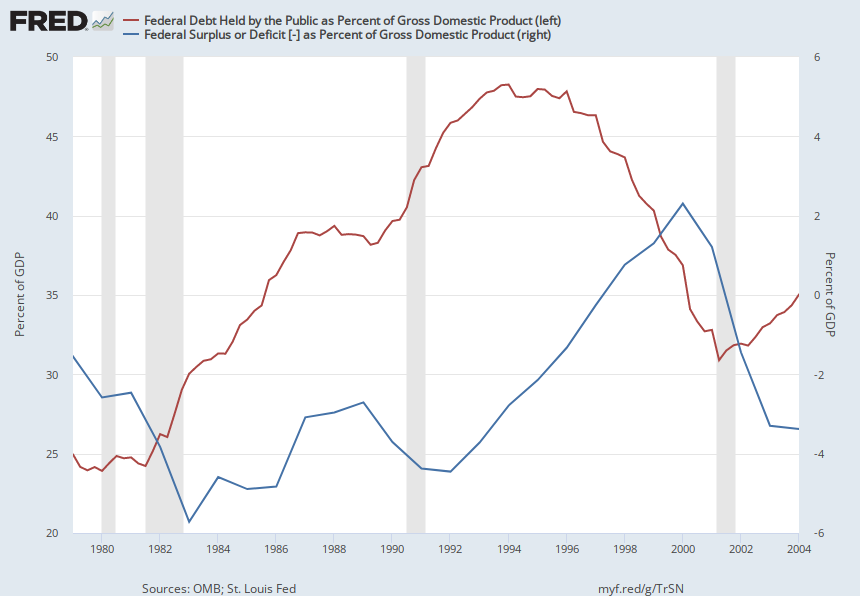 FRED
Federal Debt Held by the Public as Percent of Gross Domestic Product (left)
Federal Surplus or Deficit [-] as Percent of Gross Domestic Product (right)
50
45
40
35
30
25
20
Percent of GDP
6
4
2
0
-2
-4
-6
Percent of GDP
1980 1982 1984 1986 1988 1990 1992 1994 1996 1998 2000 2002 2004
Sources: OMB; St. Louis Fed
myf.red/g/TrSN